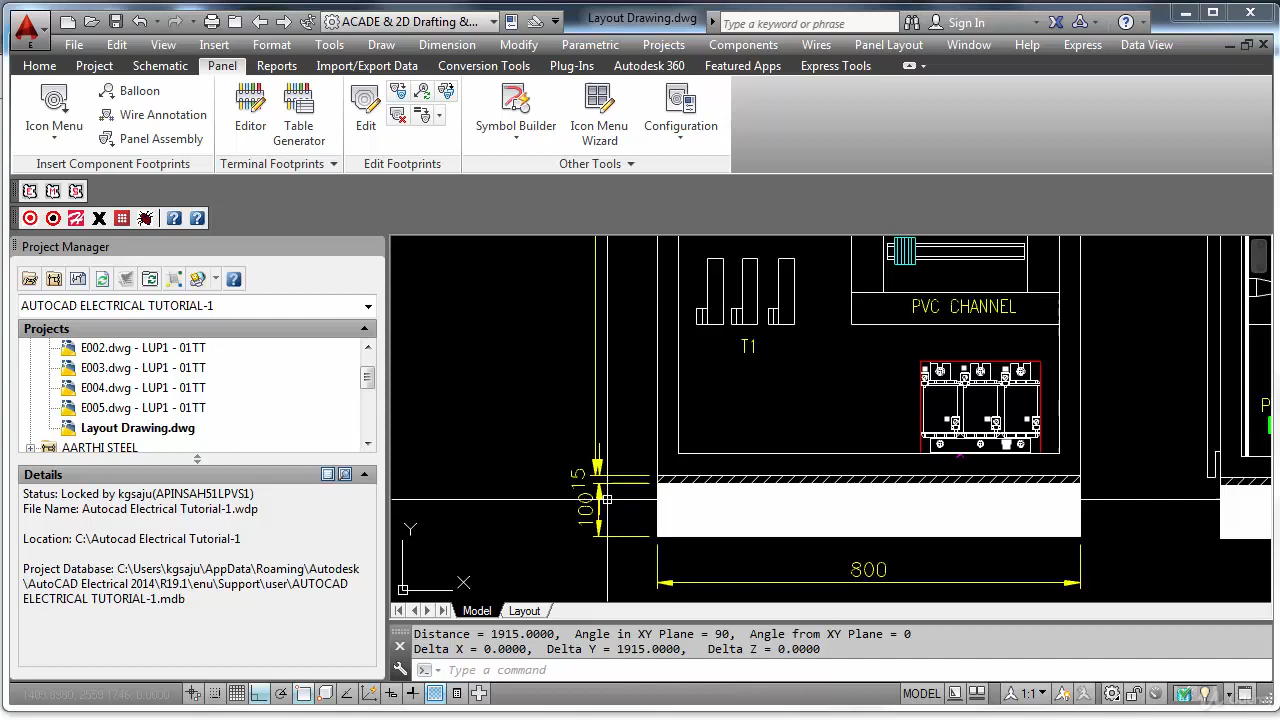 ACADE & 2D Drafting &...
Layout Drawing.dwg
Type a keyword or phrase
Sign In
E
File Edit View Insert Format Tools Draw Dimension Modify Parametric Projects Components Wires Panel Layout Window Help Express Data View
Home Project Schematic Panel Reports Import/Export Data Conversion Tools Plug-Ins Autodesk 360 Featured Apps Express Tools
Icon Menu
Balloon
Wire Annotation
Panel Assembly
Editor
Table Generator
Edit
Symbol Builder
Icon Menu Wizard
Configuration
Insert Component Footprints
Terminal Footprints
Edit Footprints
Other Tools
Project Manager
AUTOCAD ELECTRICAL TUTORIAL-1
Projects
E002.dwg - LUP1 - 01TT
E003.dwg - LUP1 - 01TT
E004.dwg - LUP1 - 01TT
E005.dwg - LUP1 - 01TT
Layout Drawing.dwg
AARTHI STEEL
Details
Status: Locked by kgsaju(APINSAH51LPVS1)
File Name: Autocad Electrical Tutorial-1.wdp
Location: C:\Autocad Electrical Tutorial-1
Project Database: C:\Users\kgsaju\AppData\Roaming\Autodesk
\AutoCAD Electrical 2014\R19.1\enu\Support\user\AUTOCAD
ELECTRICAL TUTORIAL-1.mdb
PVC CHANNEL
T1
P
15
100
800
Y
X
Model Layout
Distance = 1915.0000, Angle in XY Plane = 90, Angle from XY Plane = 0
Delta X = 0.0000, Delta Y = 1915.0000, Delta Z = 0.0000
Type a command
MODEL
1:1